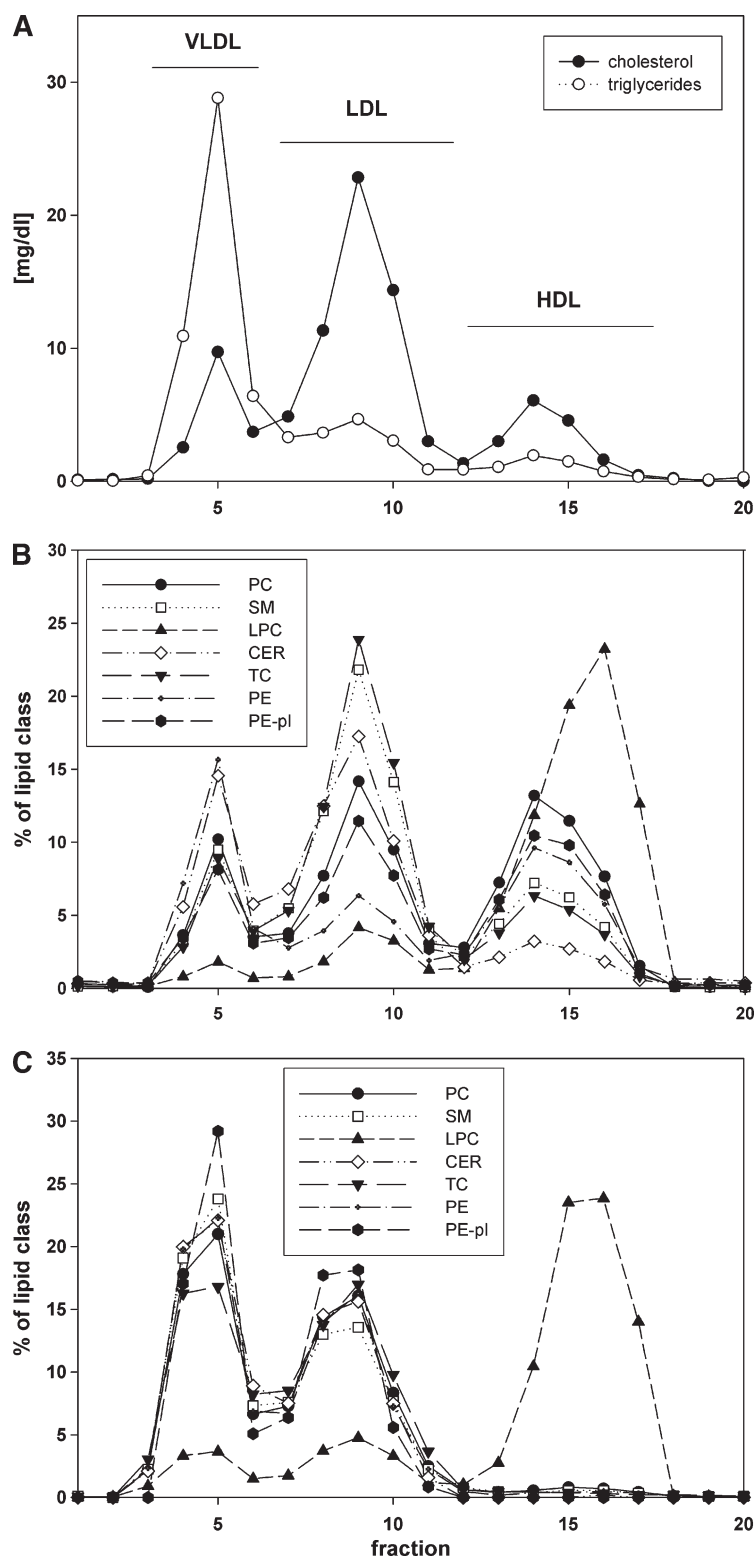 A
VLDL
LDL
HDL
cholesterol
triglycerides
[mg/dl]
30
20
10
0
5 10 15 20
B
PC
SM
LPC
CER
TC
PE
PE-pl
% of lipid class
30
25
20
15
10
5
0
5 10 15 20
C
PC
SM
LPC
CER
TC
PE
PE-pl
% of lipid class
35
30
25
20
15
10
5
0
5 10 15 20
fraction